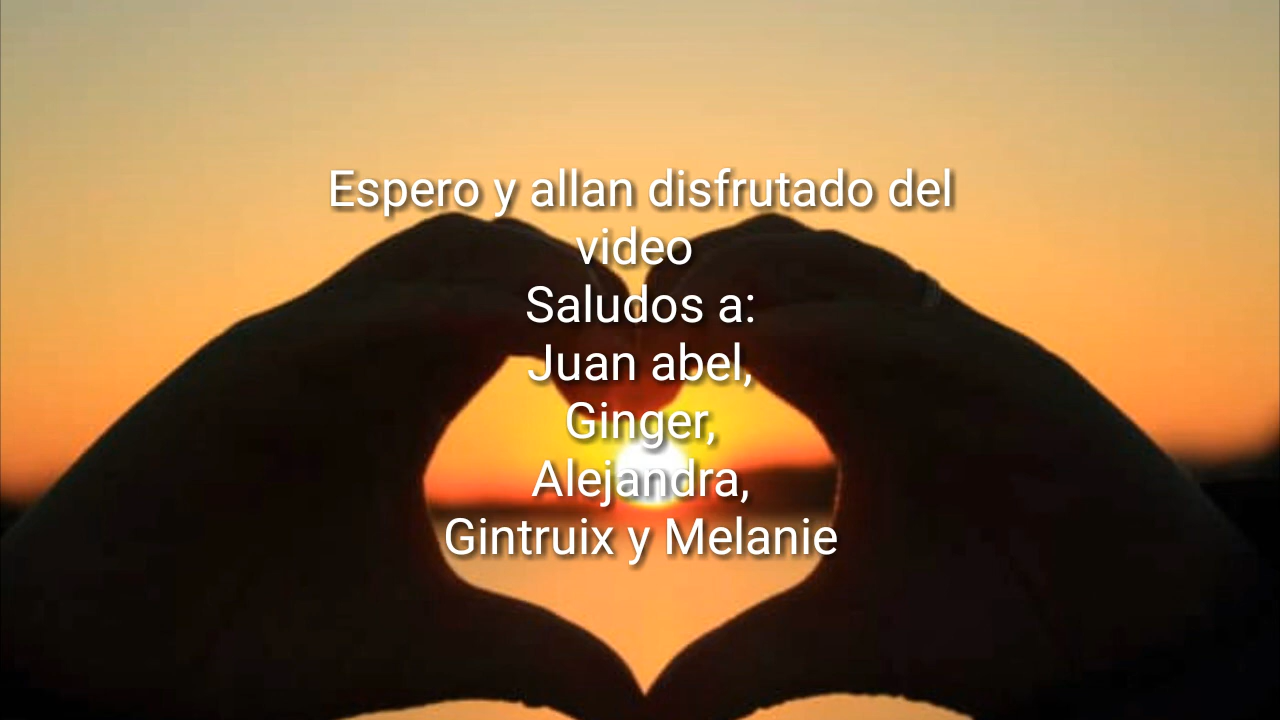 Espero y allan disfrutado del
video
Saludos a:
Juan abel,
Ginger,
Alejandra,
Gintruix y Melanie